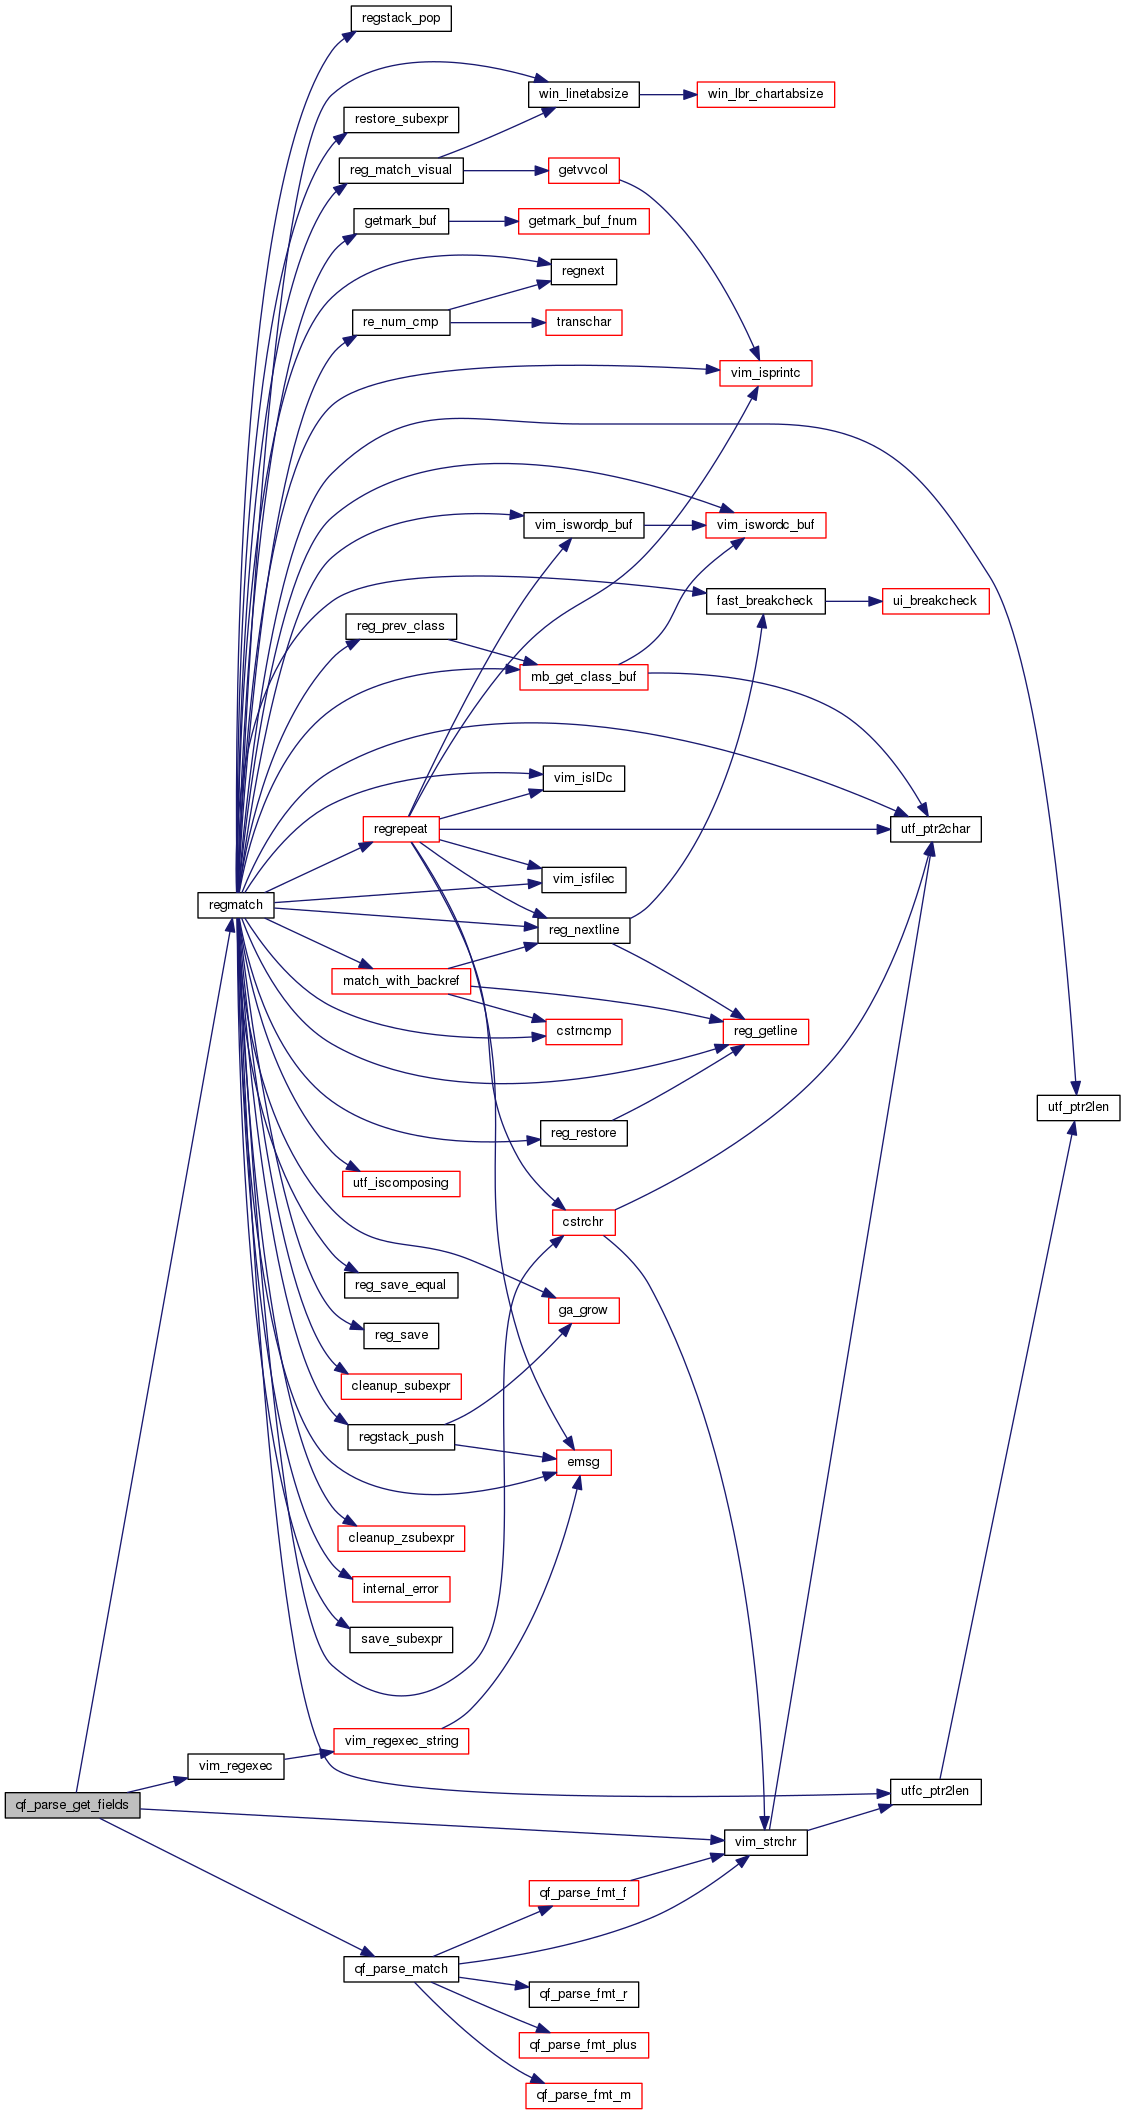 regstack_pop
win_linetabsize
win_lbr_chartabsize
restore_subexpr
reg_match_visual
getvvcol
getmark_buf
getmark_buf_fnum
regnext
re_num_cmp
transchar
vim_isprintc
vim_iswordp_buf
vim_iswordc_buf
fast_breakcheck
ui_breakcheck
reg_prev_class
mb_get_class_buf
vim_isIDc
regrepeat
utf_ptr2char
vim_isfilec
regmatch
reg_nextline
match_with_backref
cstrncmp
reg_getline
utf_ptr2len
reg_restore
utf_iscomposing
cstrchr
reg_save_equal
ga_grow
reg_save
cleanup_subexpr
regstack_push
emsg
cleanup_zsubexpr
internal_error
save_subexpr
vim_regexec_string
vim_regexec
utfc_ptr2len
qf_parse_get_fields
vim_strchr
qf_parse_fmt_f
qf_parse_match
qf_parse_fmt_r
qf_parse_fmt_plus
qf_parse_fmt_m